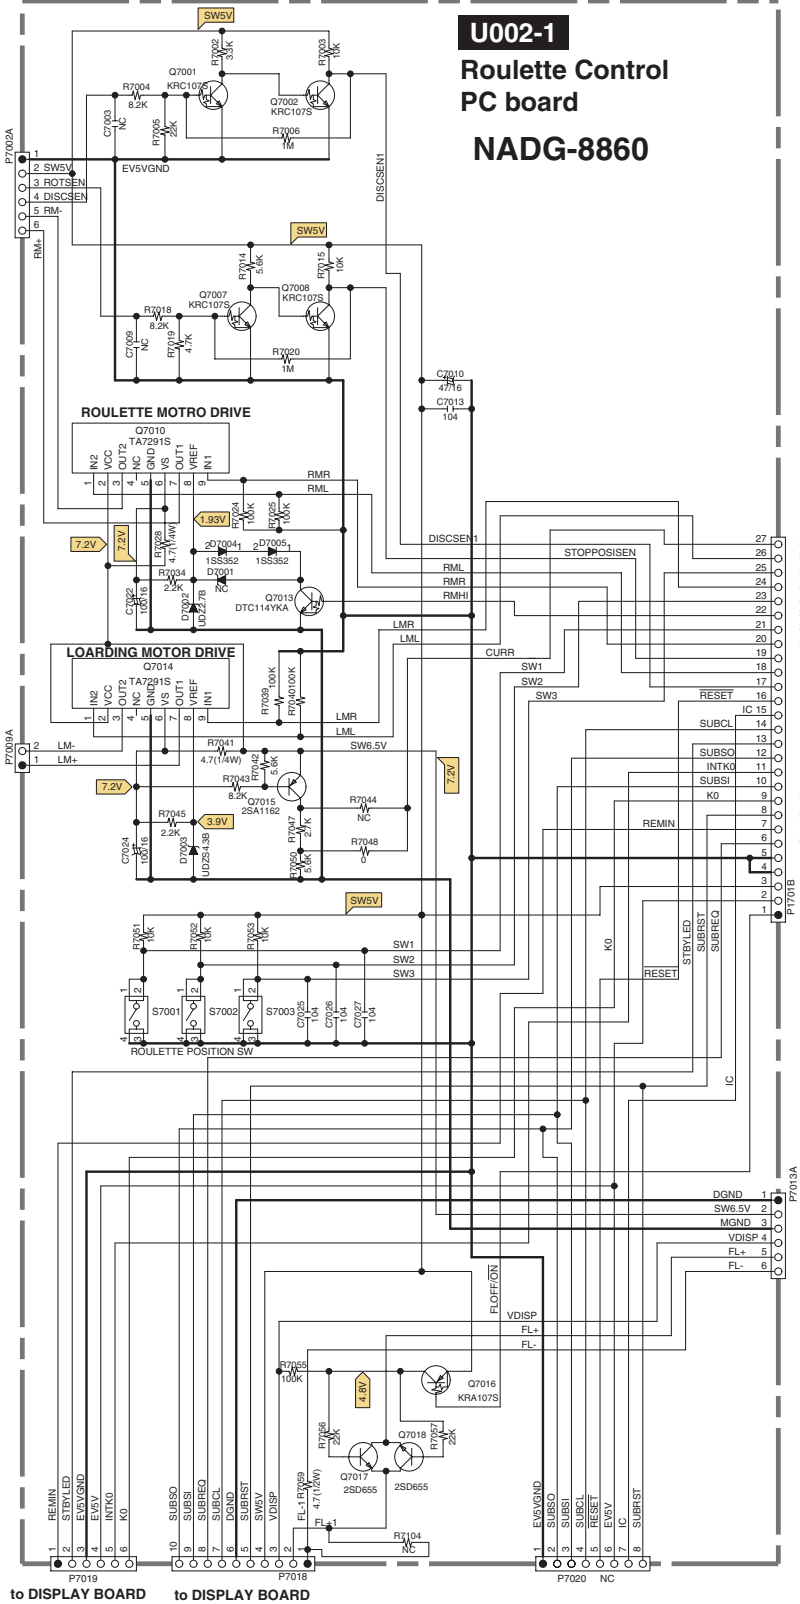 U002-1
Roulette Control
PC board
NADG-8860
SW5V
R7002
3.3K
R7003
10K
Q7001
KRC107S
R7004
8.2K
Q7002
KRC107S
C7003
NC
R7005
22K
R7006
1M
P7002A
1
2 SW5V
3 ROTSEN
4 DISCSEN
5 RM-
6
RM+
EV5VGND
DISCSEN1
SW5V
R7014
5.6K
R7015
10K
Q7007
KRC107S
Q7008
KRC107S
R7018
8.2K
C7009
NC
R7019
4.7K
R7020
1M
C7010
47/16
C7013
104
ROULETTE MOTRO DRIVE
Q7010
TA7291S
IN2
VCC
OUT2
NC
GND
VS
OUT1
VREF
IN1
1 2 3 4 5 6 7 8 9
RMR
RML
R7024
100K
R7025
100K
1.93V
7.2V
7.2V
R7028
4.7(1/4W)
D7004
1SS352
D7005
1SS352
R7034
2.2K
D7001
NC
C7022
100/16
D7002
UDZ2.7B
Q7013
DTC114YKA
DISCSEN1
STOPPOSISEN
RML
RMR
RMHI
LMR
LML
CURR
SW1
SW2
SW3
LOARDING MOTOR DRIVE
Q7014
TA7291S
IN2
VCC
OUT2
NC
GND
VS
OUT1
VREF
IN1
1 2 3 4 5 6 7 8 9
R7039
100K
R7040
100K
LMR
LML
P7009A
2 LM-
1 LM+
R7041
4.7(1/4W)
R7042
5.6K
SW6.5V
7.2V
7.2V
R7043
8.2K
Q7015
2SA1162
R7044
NC
R7045
2.2K
3.9V
R7047
2.7K
R7048
0
C7024
100/16
D7003
UDZS4.3B
R7050
5.6K
27
26
25
24
23
22
21
20
19
18
17
RESET 16
IC 15
SUBCL 14
13
SUBSO 12
INTK0 11
SUBSI 10
K0 9
8
REMIN 7
6
5
4
3
2
1
P1701B
SW5V
R7051
10K
R7052
10K
R7053
10K
SW1
SW2
SW3
1 2
1 2
1 2
S7001
S7002
S7003
4 3
4 3
4 3
C7025
104
C7026
104
C7027
104
ROULETTE POSITION SW
K0
RESET
STBYLED
SUBRST
SUBREQ
IC
P7013A
DGND 1
SW6.5V 2
MGND 3
VDISP 4
FL+ 5
FL- 6
FLOFF/ON
VDISP
FL+
FL-
R7055
100K
4.8V
Q7016
KRA107S
R7056
22K
R7057
22K
Q7017
2SD655
Q7018
2SD655
R7059
4.7(1/2W)
FL-1
FL+1
R7104
NC
REMIN 1
STBYLED 2
EV5VGND 3
EV5V 4
INTK0 5
K0 6
P7019
SUBSO 10
SUBSI 9
SUBREQ 8
SUBCL 7
DGND 6
SUBRST 5
SW5V 4
VDISP 3
2
1
P7018
EV5VGND 1
SUBSO 2
SUBSI 3
SUBCL 4
RESET 5
EV5V 6
IC 7
SUBRST 8
P7020 NC
to DISPLAY BOARD
to DISPLAY BOARD